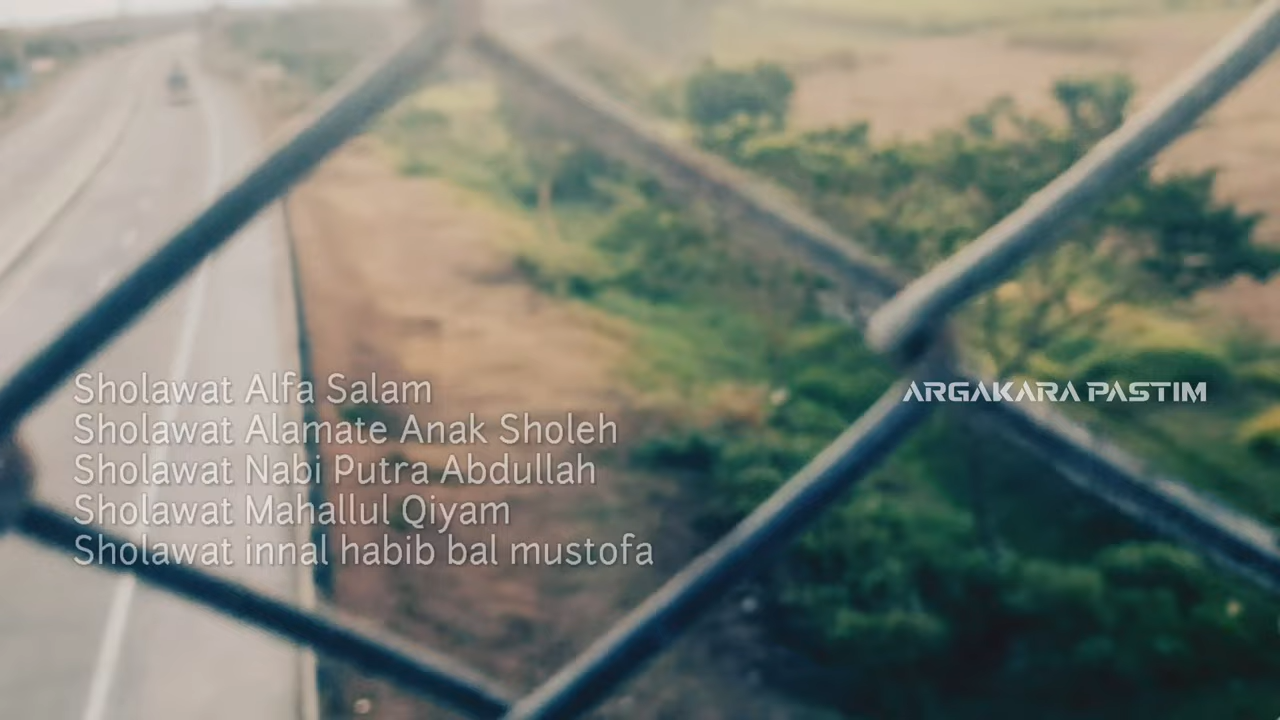 Sholawat Alfa Salam
Sholawat Alamate Anak Sholeh
Sholawat Nabi Putra Abdullah
Sholawat Mahallul Qiyam
Sholawat innal habib bal mustofa
ARGAKARA PASTIM